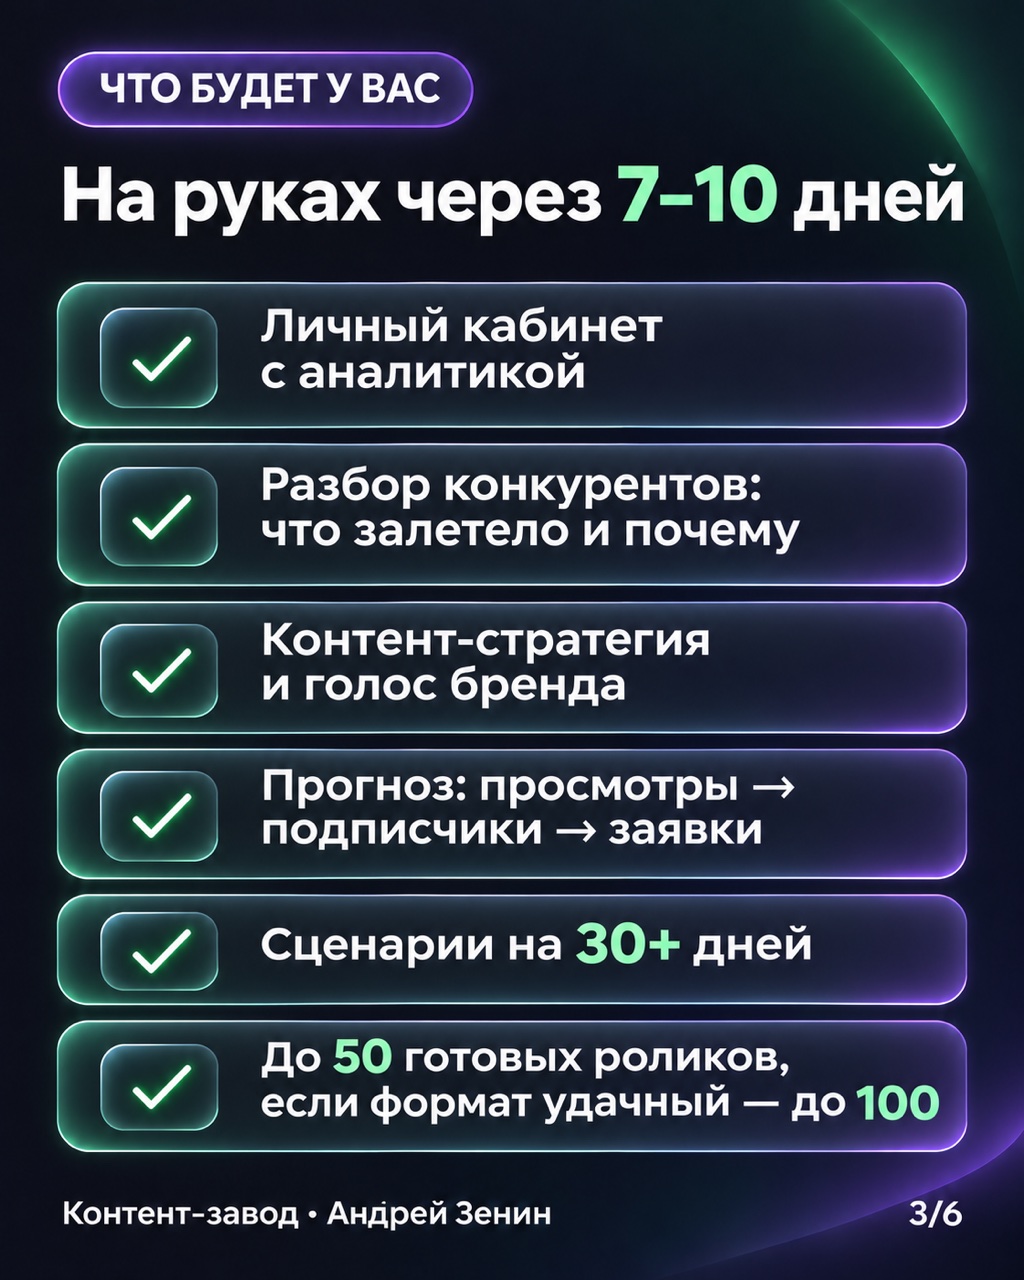 ЧТО БУДЕТ У ВАС
На руках через 7–10 дней
Личный кабинет
с аналитикой
Разбор конкурентов:
что залетело и почему
Контент-стратегия
и голос бренда
Прогноз: просмотры →
подписчики → заявки
Сценарии на 30+ дней
До 50 готовых роликов,
если формат удачный — до 100
Контент-завод • Андрей Зенин
3/6